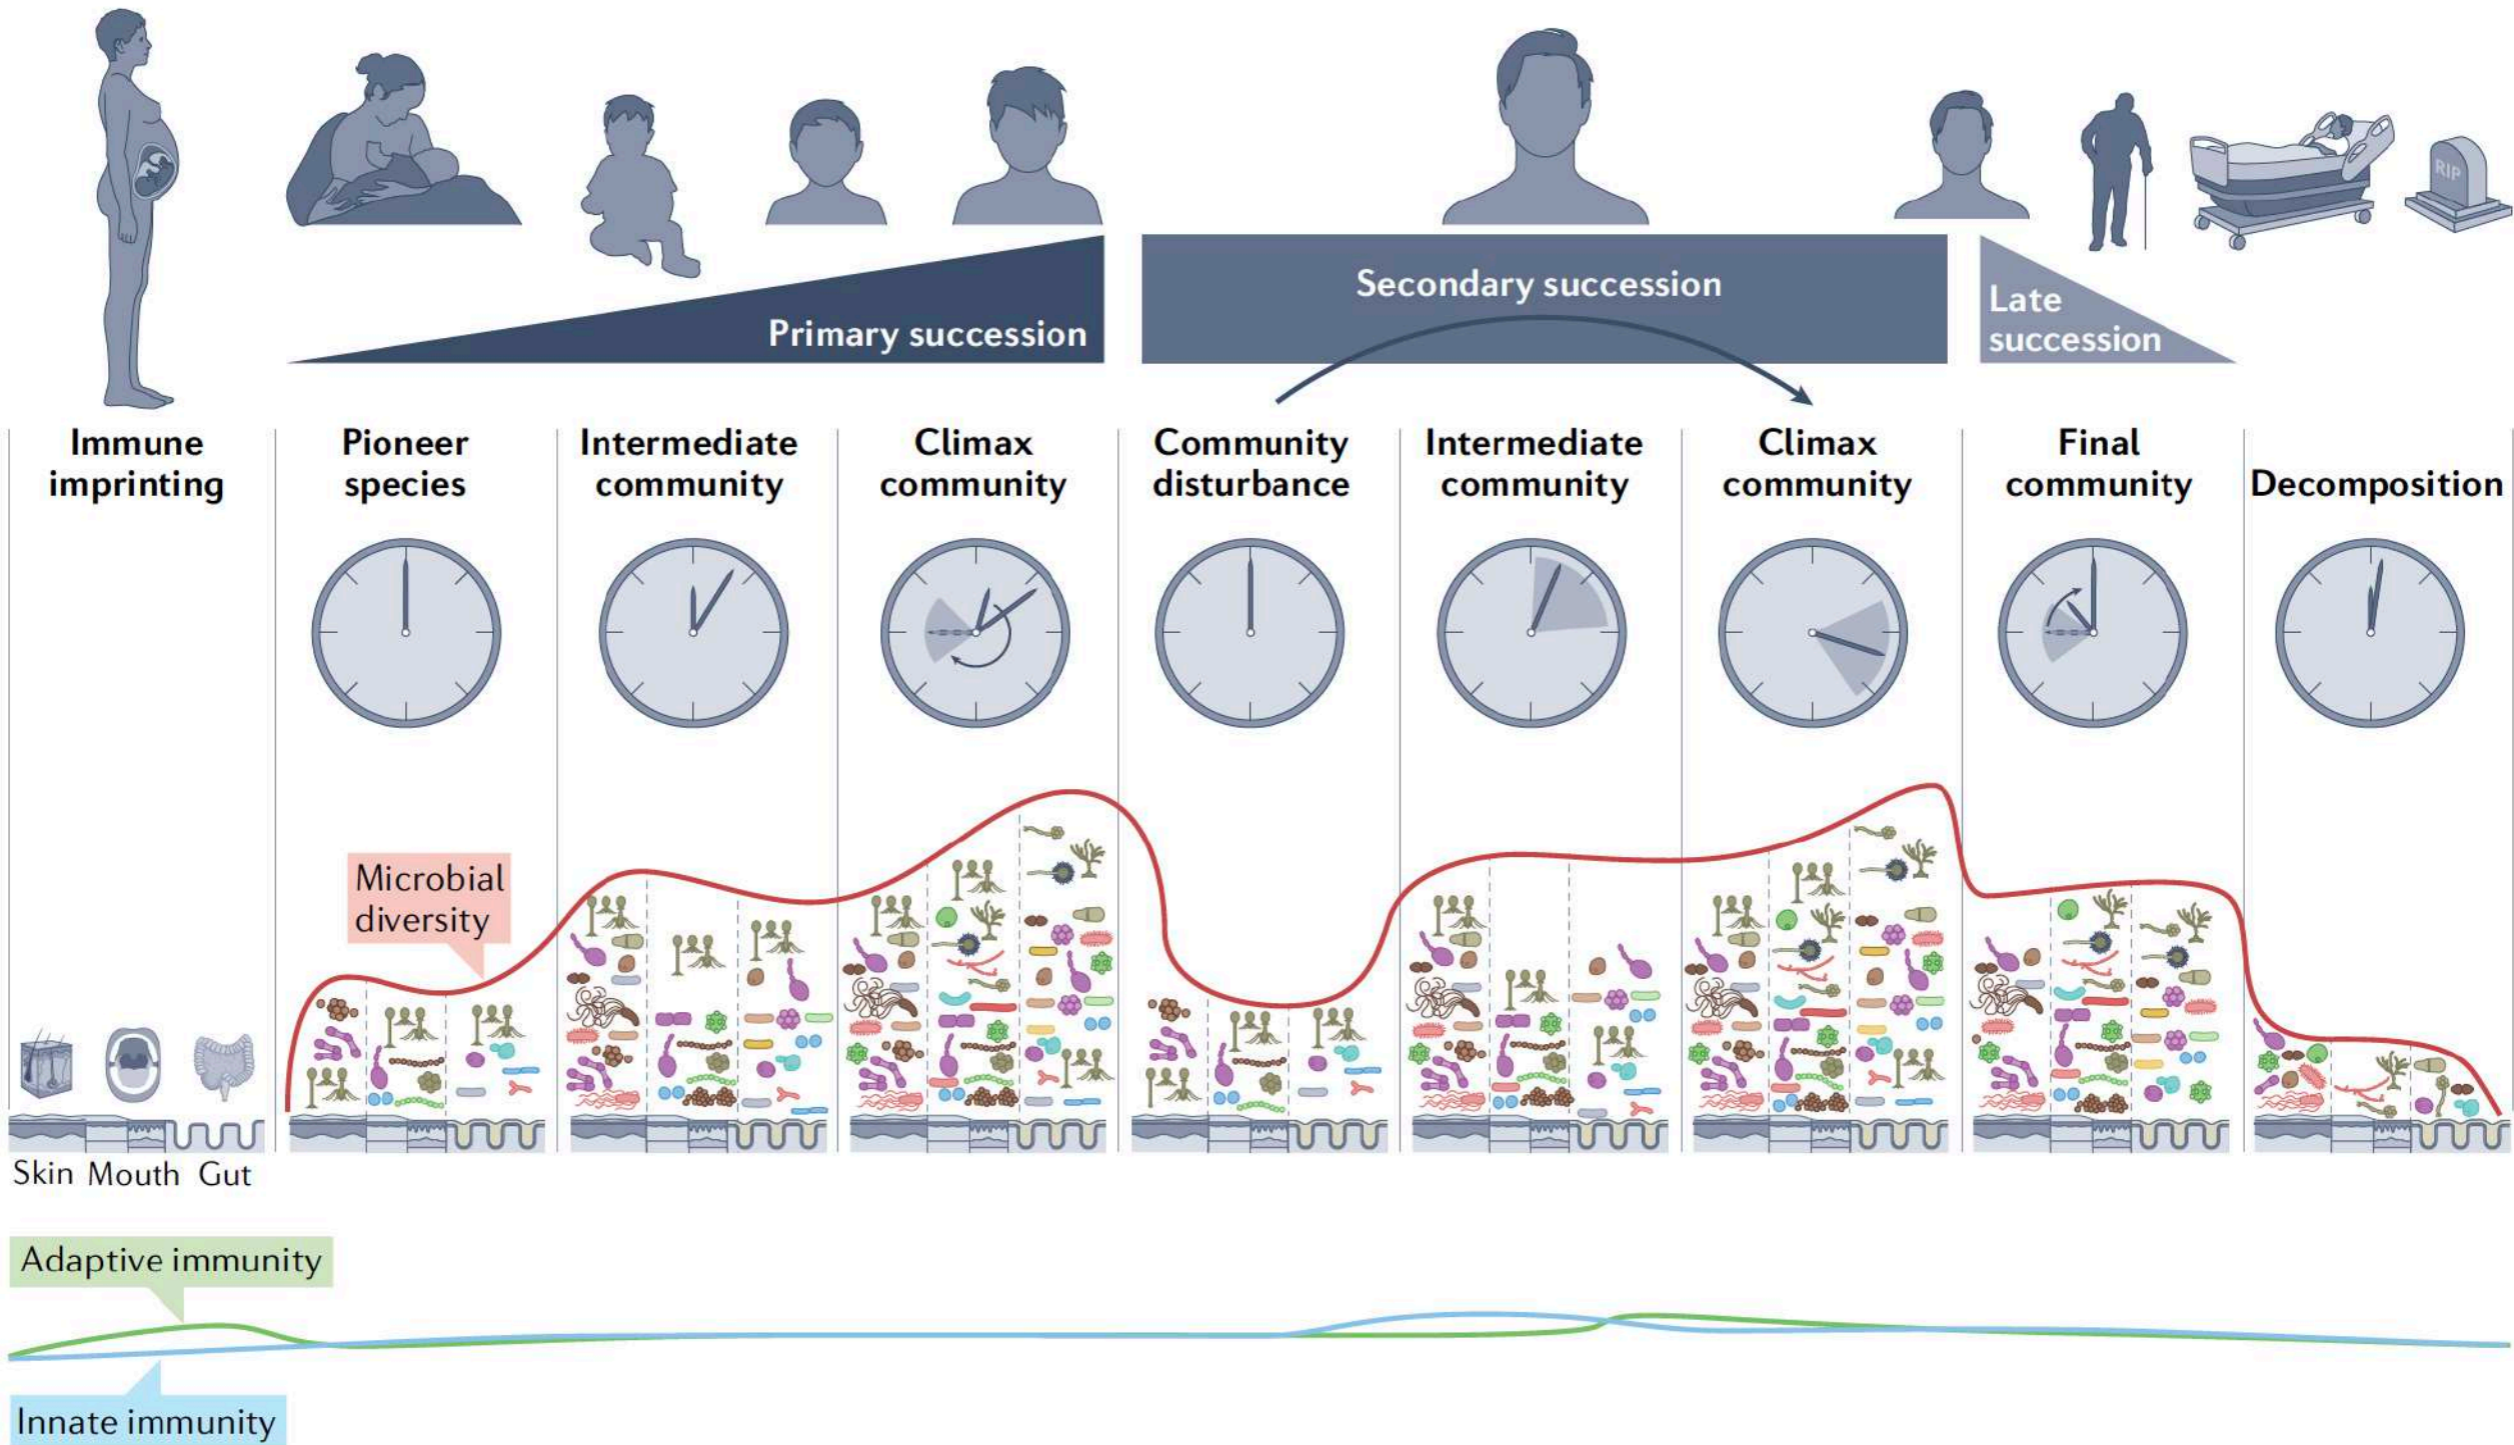 RIP
Primary succession
Secondary succession
Late
succession
Immune
imprinting
Pioneer
species
Intermediate
community
Climax
community
Community
disturbance
Intermediate
community
Climax
community
Final
community
Decomposition
Microbial
diversity
Skin Mouth Gut
Adaptive immunity
Innate immunity